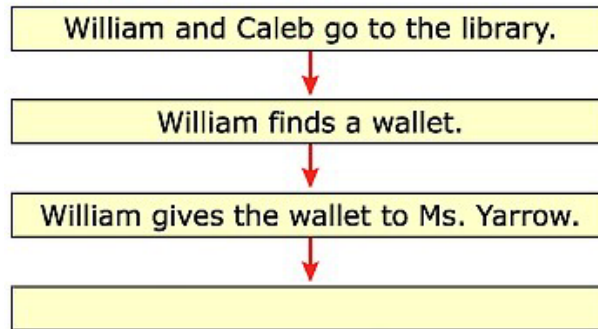 William and Caleb go to the library.
William finds a wallet.
William gives the wallet to Ms. Yarrow.